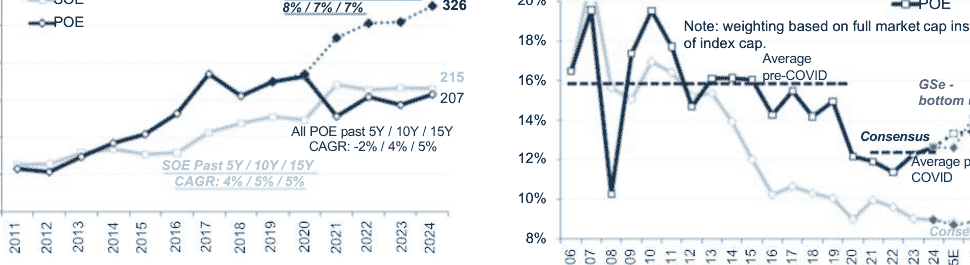 SOE
POE
8% / 7% / 7%
326
215
207
All POE past 5Y / 10Y / 15Y
CAGR: -2% / 4% / 5%
SOE Past 5Y / 10Y / 15Y
CAGR: 4% / 5% / 5%
2011 2012 2013 2014 2015 2016 2017 2018 2019 2020 2021 2022 2023 2024
20%
18%
16%
14%
12%
10%
8%
POE
Note: weighting based on full market cap ins
of index cap.
Average
pre-COVID
GSe -
bottom
Consensus
Average p
COVID
Conse
06 07 08 09 10 11 12 13 14 15 16 17 18 19 20 21 22 23 24 5E